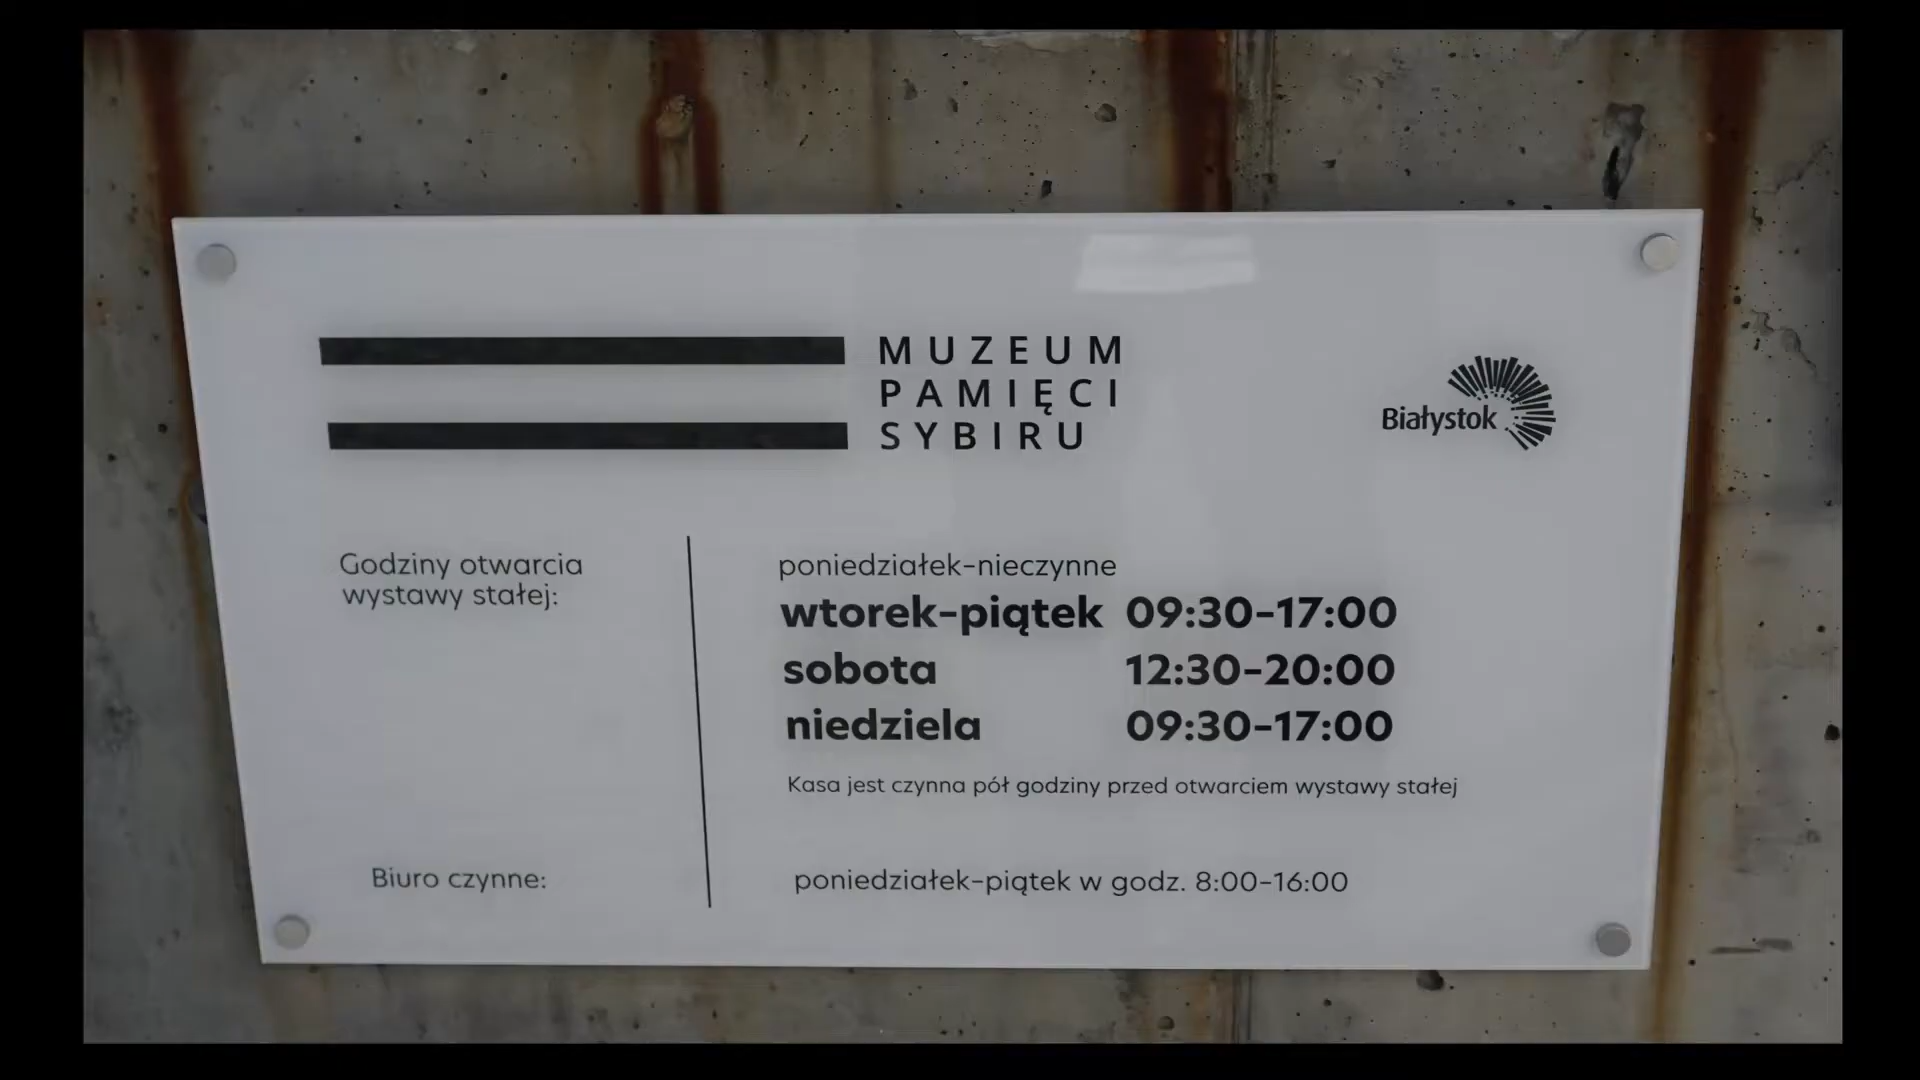 MUZEUM
PAMIĘCI
SYBIRU
Białystok
Godziny otwarcia
wystawy stałej:
poniedziałek-nieczynne
wtorek-piątek 09:30-17:00
sobota 12:30-20:00
niedziela 09:30-17:00
Kasa jest czynna pół godziny przed otwarciem wystawy stałej
Biuro czynne:
poniedziałek-piątek w godz. 8:00-16:00